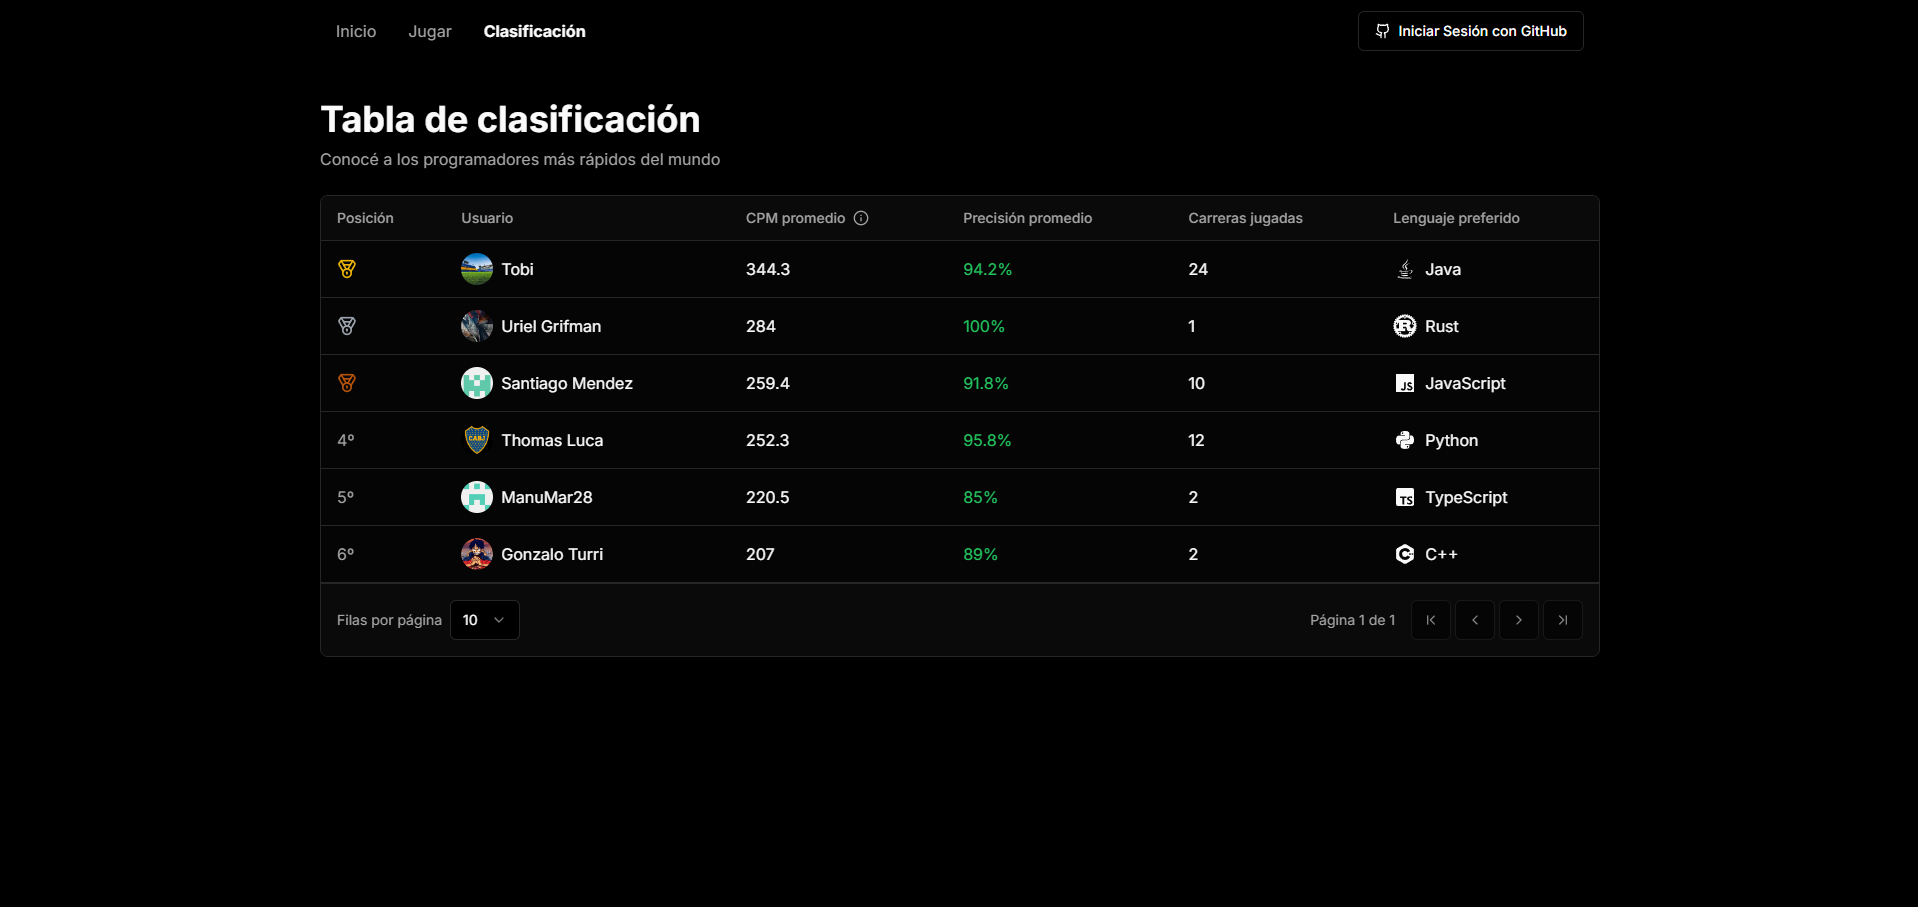 Inicio Jugar Clasificación Iniciar Sesión con GitHub
Tabla de clasificación
Conocé a los programadores más rápidos del mundo
Posición Usuario CPM promedio Precisión promedio Carreras jugadas Lenguaje preferido
Tobi 344.3 94.2% 24 Java
Uriel Grifman 284 100% 1 Rust
Santiago Mendez 259.4 91.8% 10 JS JavaScript
4º CABJ Thomas Luca 252.3 95.8% 12 Python
5º ManuMar28 220.5 85% 2 TS TypeScript
6º Gonzalo Turri 207 89% 2 C++
Filas por página 10 Página 1 de 1